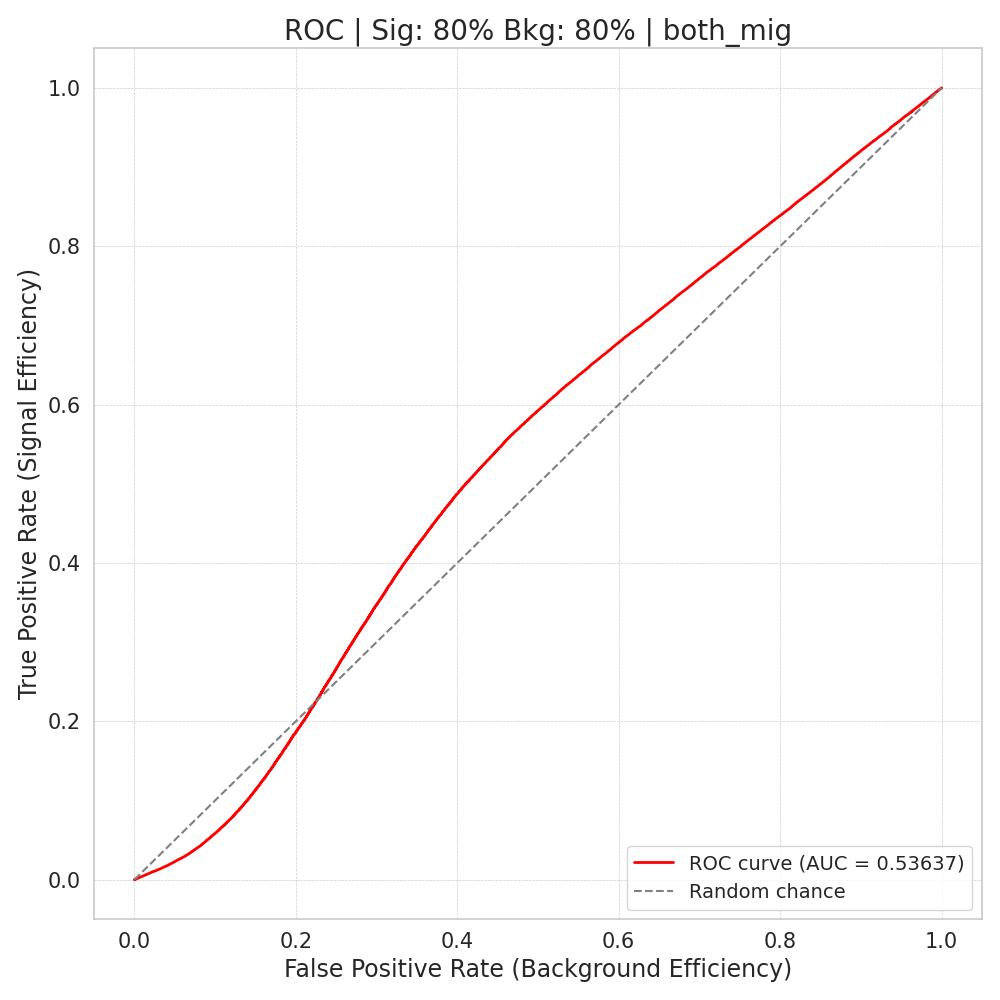 ROC | Sig: 80% Bkg: 80% | both_mig
True Positive Rate (Signal Efficiency)
1.0
0.8
0.6
0.4
0.2
0.0
ROC curve (AUC = 0.53637)
Random chance
0.0 0.2 0.4 0.6 0.8 1.0
False Positive Rate (Background Efficiency)